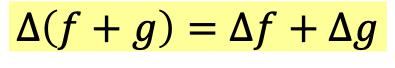 Δ(f + g) = Δf + Δg